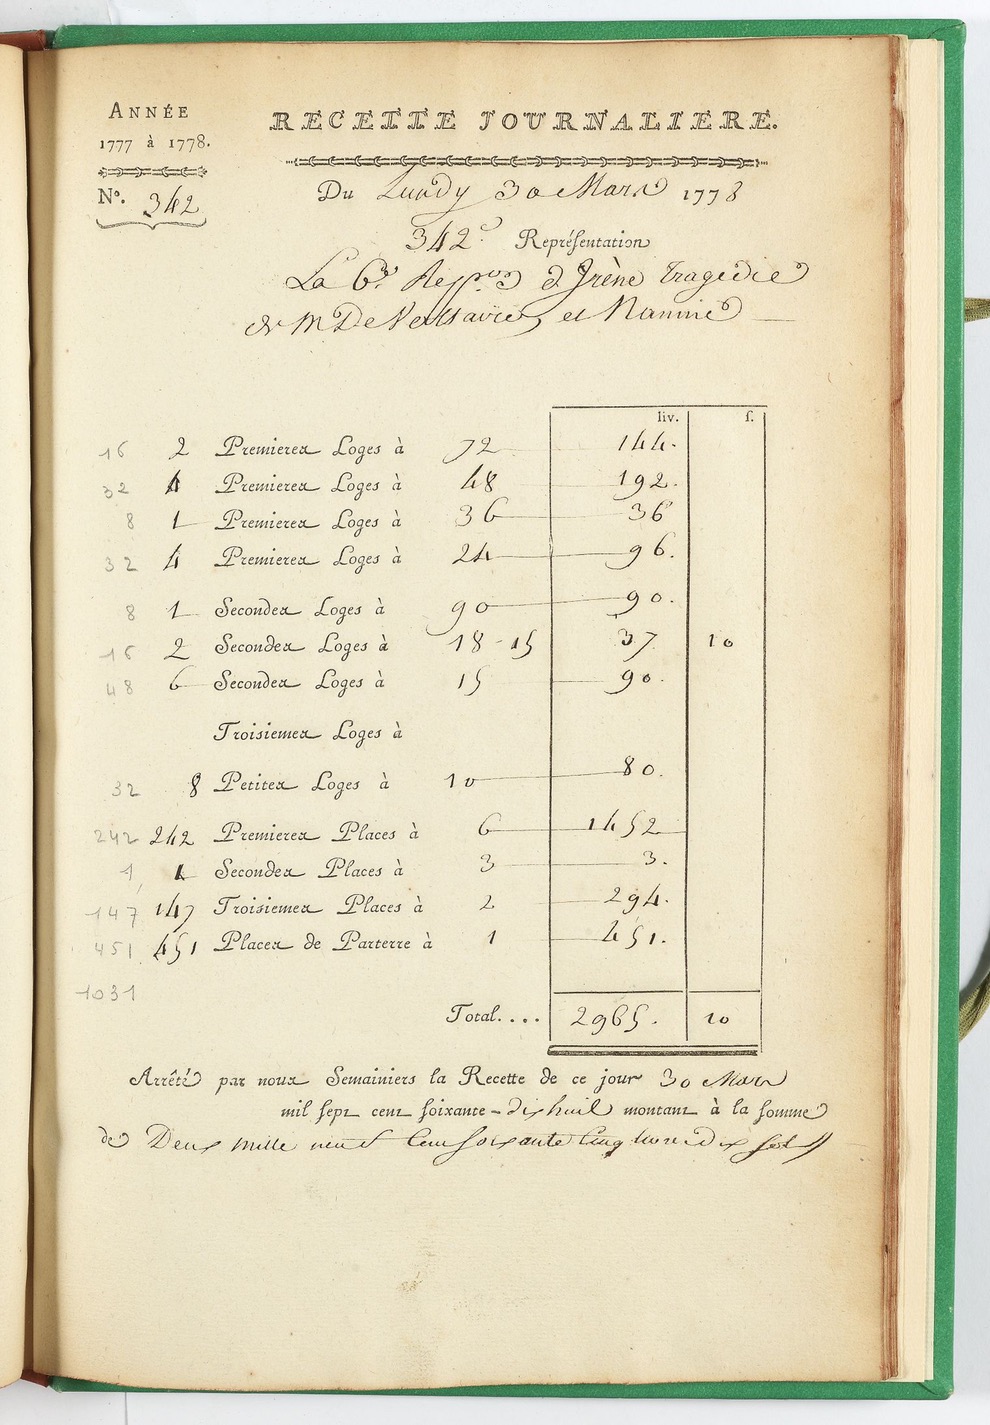 ANNÉE
1777 à 1778.
N°. 342
RECETTE JOURNALIERE.
Du Lundy 30 Mars 1778
342e. Représentation
La 6e. Repon d'Irène Tragedie
de M. De Voltaire, et Nanine
liv. s.
16 2 Premieres Loges à 72 144.
32 4 Premieres Loges à 48 192.
8 1 Premieres Loges à 36 36
32 4 Premieres Loges à 24 96.
8 1 Secondes Loges à 90 90.
16 2 Secondes Loges à 18-15 37 10
48 6 Secondes Loges à 15 90.
Troisiemes Loges à
32 8 Petites Loges à 10 80.
242 242 Premieres Places à 6 1452
1 1 Secondes Places à 3 3.
147 147 Troisiemes Places à 2 294.
451 451 Places de Parterre à 1 451.
1031
Total.... 2965. 10
Arrêté par nous Semainiers la Recette de ce jour 30 Mars
mil sept cent soixante-dixhuit montant à la somme
de Deux mille neuf Cent soixante Cinq livres Dix sols